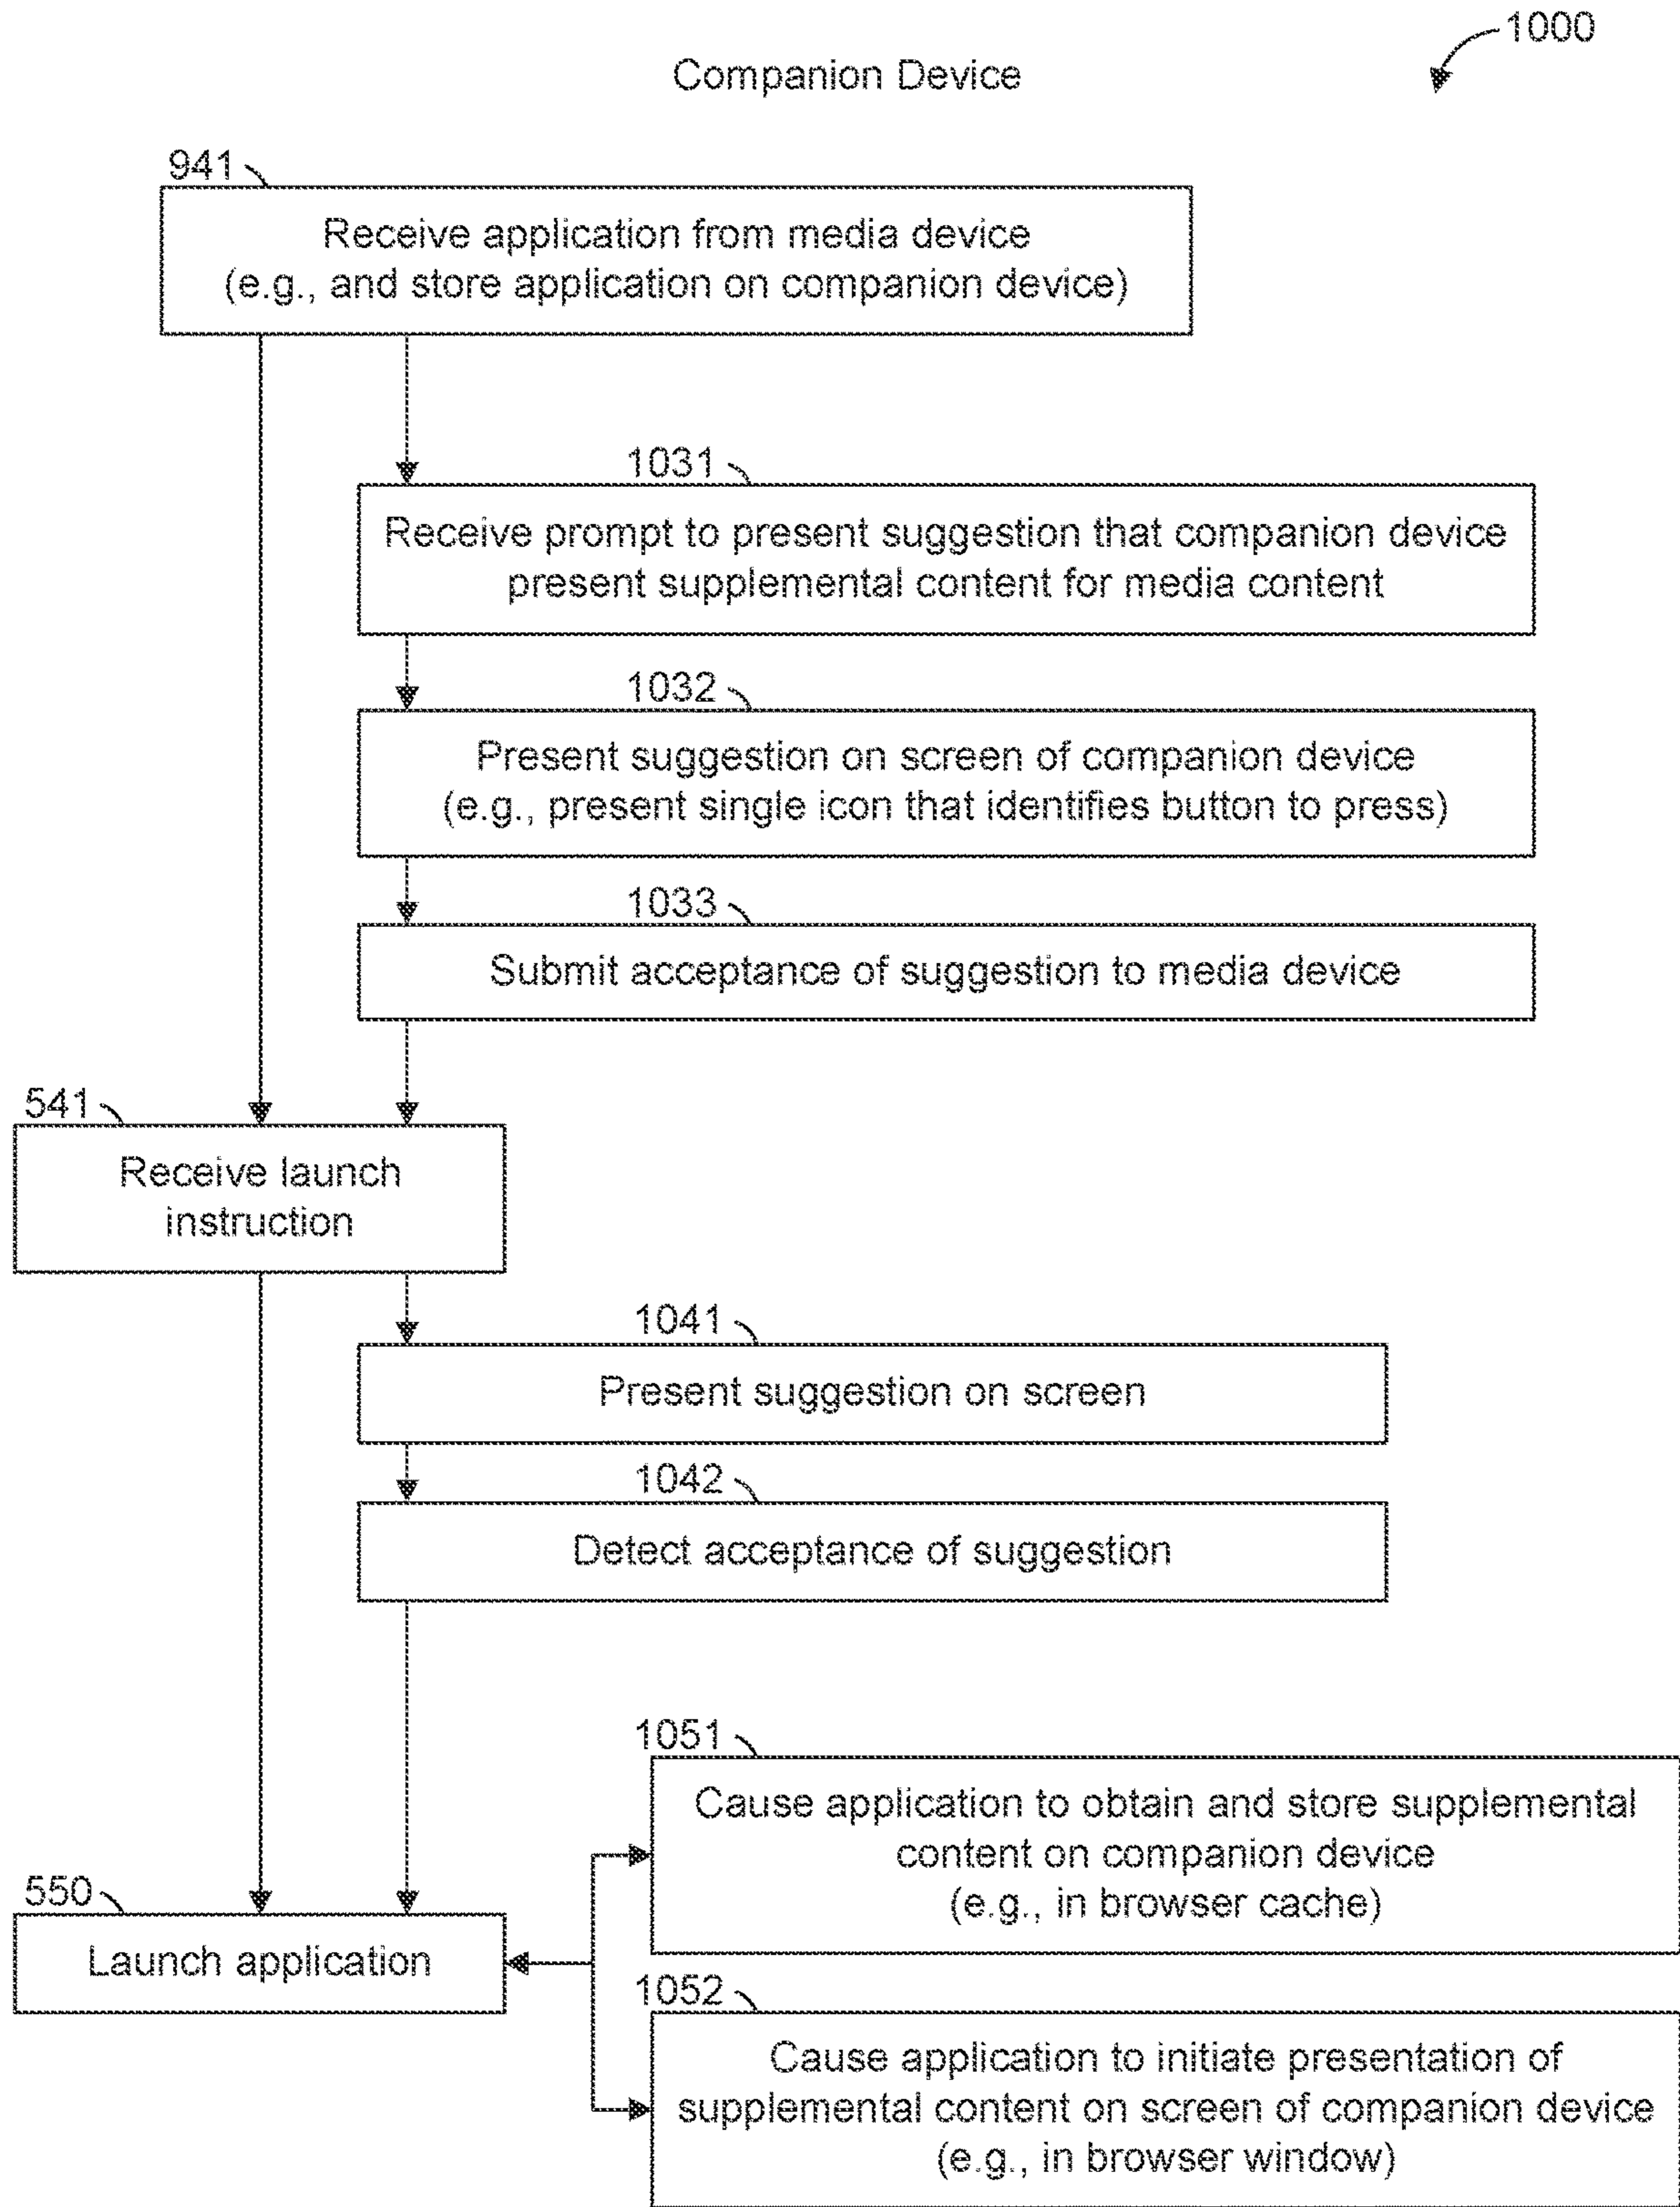 1000
Companion Device
941
Receive application from media device
(e.g., and store application on companion device)
1031
Receive prompt to present suggestion that companion device
present supplemental content for media content
1032
Present suggestion on screen of companion device
(e.g., present single icon that identifies button to press)
1033
Submit acceptance of suggestion to media device
541
Receive launch
instruction
1041
Present suggestion on screen
1042
Detect acceptance of suggestion
1051
Cause application to obtain and store supplemental
content on companion device
(e.g., in browser cache)
550
Launch application
1052
Cause application to initiate presentation of
supplemental content on screen of companion device
(e.g., in browser window)